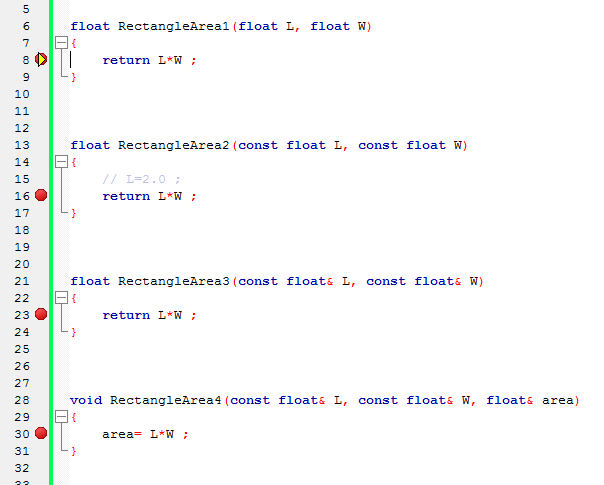 5
6 float RectangleArea1(float L, float W)
7 {
8 return L*W ;
9 }
10
11
12
13 float RectangleArea2(const float L, const float W)
14 {
15 // L=2.0 ;
16 return L*W ;
17 }
18
19
20
21 float RectangleArea3(const float& L, const float& W)
22 {
23 return L*W ;
24 }
25
26
27
28 void RectangleArea4(const float& L, const float& W, float& area)
29 {
30 area= L*W ;
31 }
32
33